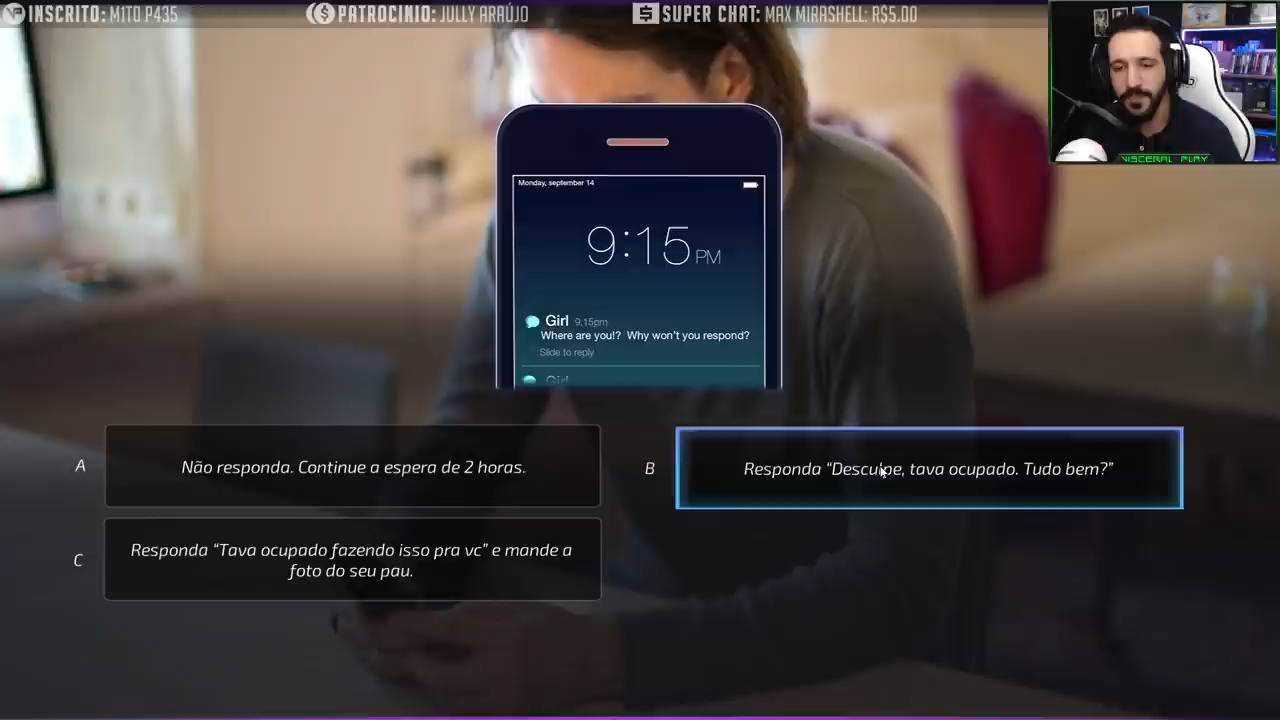 INSCRITO: M1TO P435
PATROCÍNIO: JULLY ARAÚJO
SUPER CHAT: MAX MIRASHELL: R$5.00
VISCERAL PLAY
Monday, september 14
9:15 PM
Girl 9:15pm
Where are you!? Why won't you respond?
Slide to reply
Girl
A
Não responda. Continue a espera de 2 horas.
B
Responda “Desculpe, tava ocupado. Tudo bem?”
C
Responda “Tava ocupado fazendo isso pra vc” e mande a
foto do seu pau.